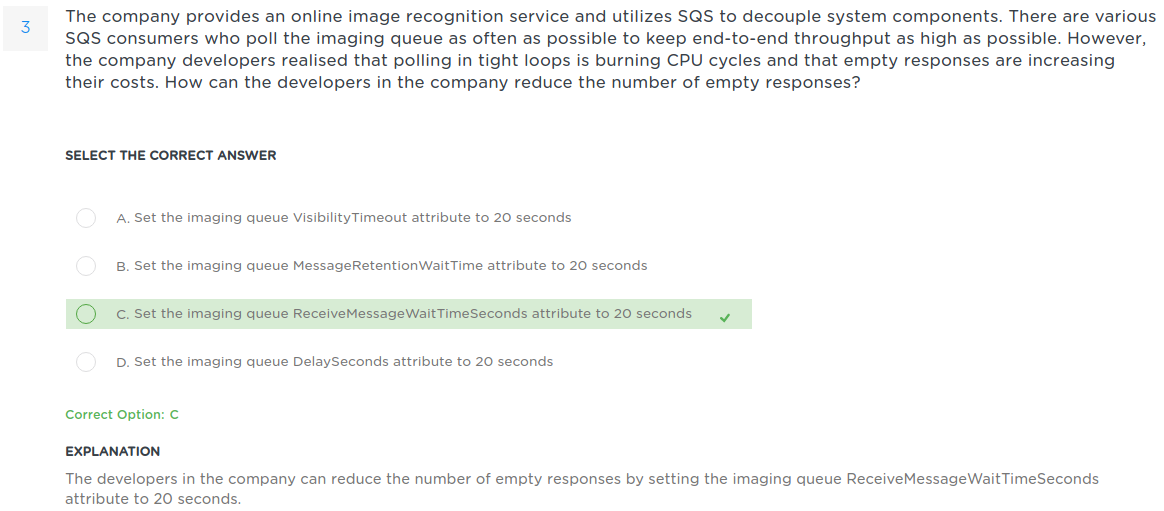 3
The company provides an online image recognition service and utilizes SQS to decouple system components. There are various
SQS consumers who poll the imaging queue as often as possible to keep end-to-end throughput as high as possible. However,
the company developers realised that polling in tight loops is burning CPU cycles and that empty responses are increasing
their costs. How can the developers in the company reduce the number of empty responses?
SELECT THE CORRECT ANSWER
A. Set the imaging queue VisibilityTimeout attribute to 20 seconds
B. Set the imaging queue MessageRetentionWaitTime attribute to 20 seconds
C. Set the imaging queue ReceiveMessageWaitTimeSeconds attribute to 20 seconds
D. Set the imaging queue DelaySeconds attribute to 20 seconds
Correct Option: C
EXPLANATION
The developers in the company can reduce the number of empty responses by setting the imaging queue ReceiveMessageWaitTimeSeconds
attribute to 20 seconds.